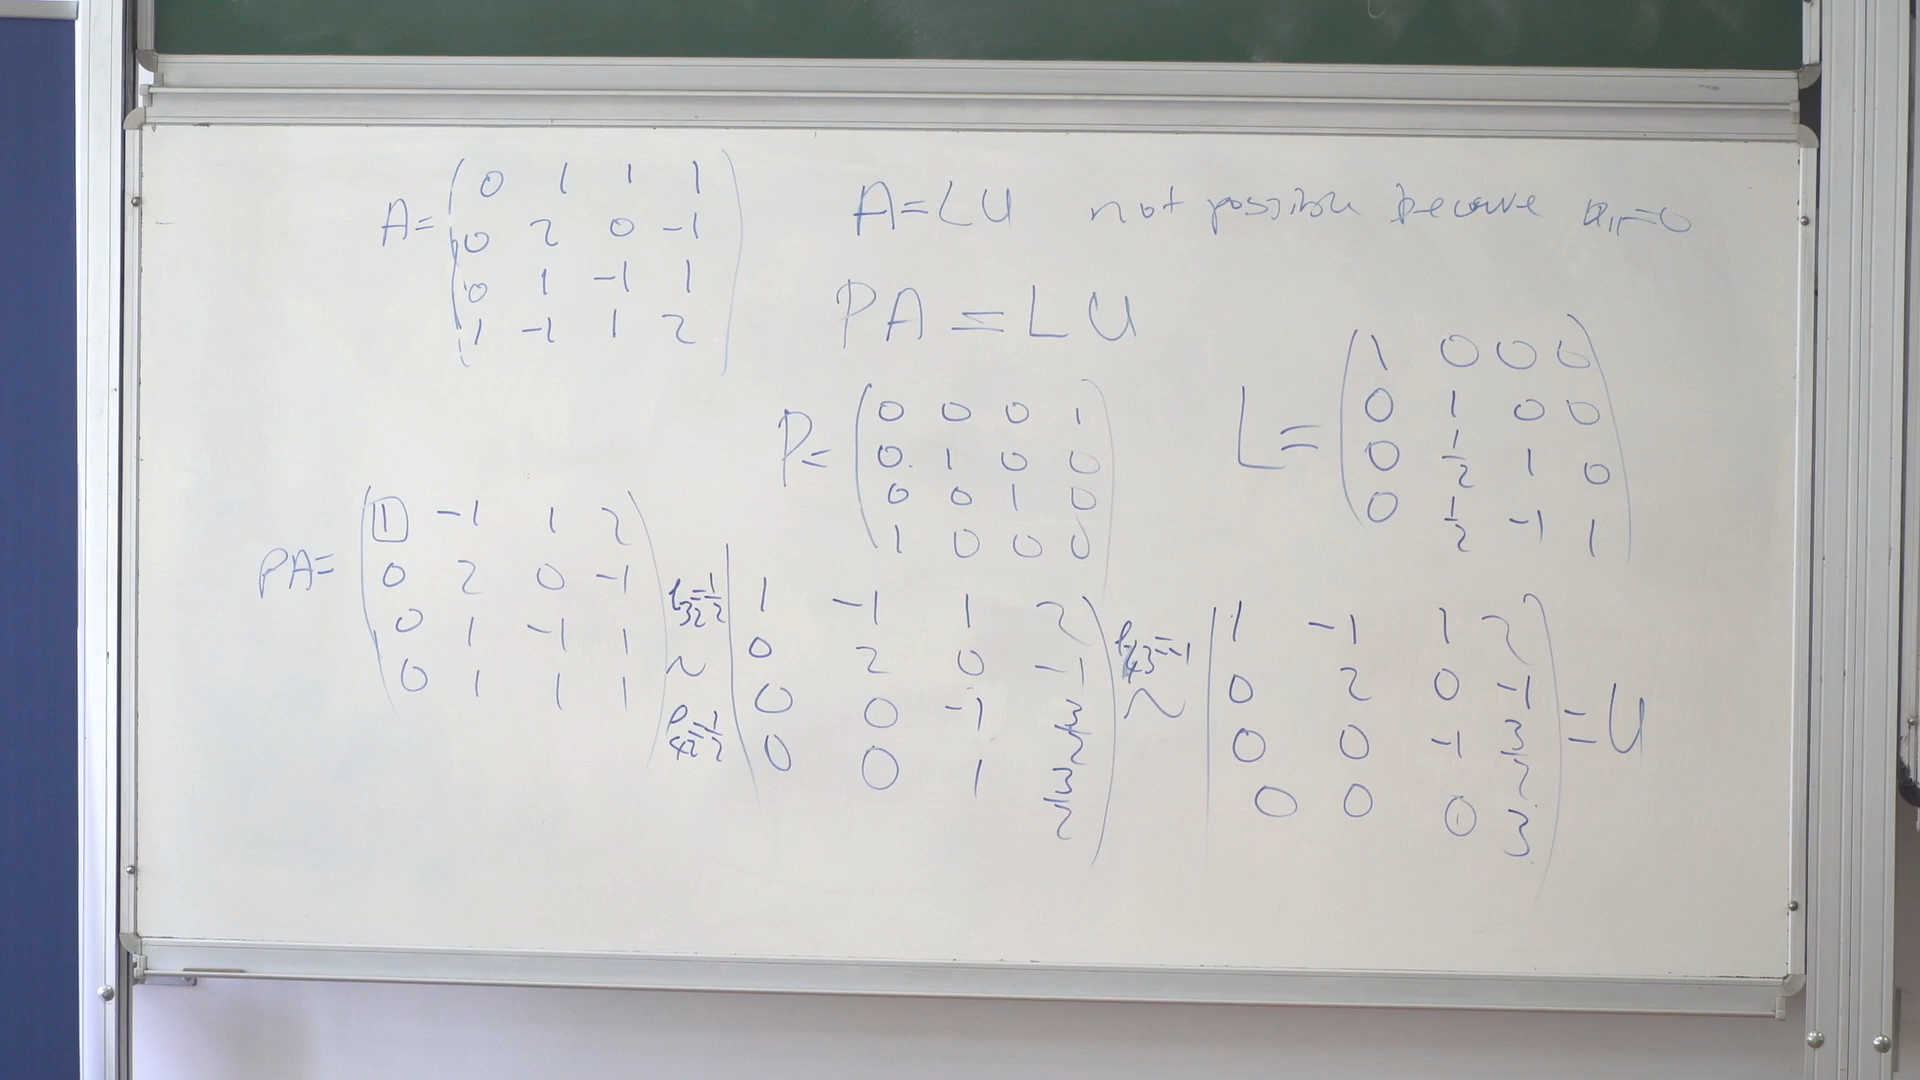 A = ( 0 1 1 1
0 2 0 -1
0 1 -1 1
1 -1 1 2 )
A=LU not possible because a₁₁=0
PA = LU
P= ( 0 0 0 1
0 1 0 0
0 0 1 0
1 0 0 0 )
L= ( 1 0 0 0
0 1 0 0
0 1/2 1 0
0 1/2 -1 1 )
PA= ( 1 -1 1 2
0 2 0 -1
0 1 -1 1
0 1 1 1 )
l₃₂=1/2
~
l₄₂=1/2
( 1 -1 1 2
0 2 0 -1
0 0 -1 3/2
0 0 1 3/2 )
l₄₃=-1
~
( 1 -1 1 2
0 2 0 -1
0 0 -1 3/2
0 0 0 3 ) = U